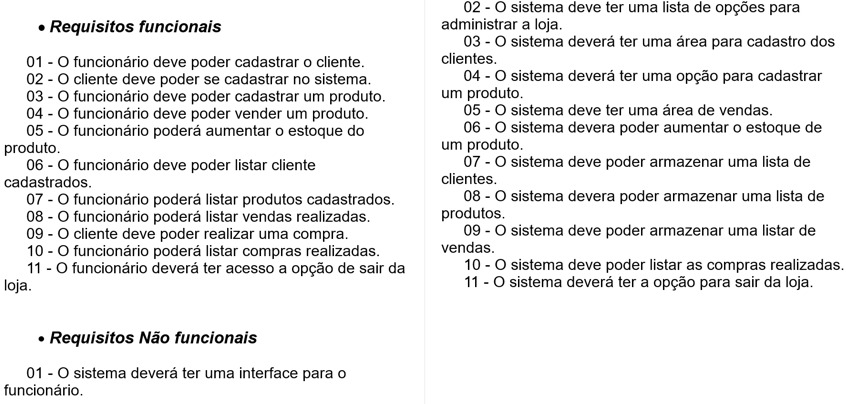 • Requisitos funcionais
01 - O funcionário deve poder cadastrar o cliente.
02 - O cliente deve poder se cadastrar no sistema.
03 - O funcionário deve poder cadastrar um produto.
04 - O funcionário deve poder vender um produto.
05 - O funcionário poderá aumentar o estoque do
produto.
06 - O funcionário deve poder listar cliente
cadastrados.
07 - O funcionário poderá listar produtos cadastrados.
08 - O funcionário poderá listar vendas realizadas.
09 - O cliente deve poder realizar uma compra.
10 - O funcionário poderá listar compras realizadas.
11 - O funcionário deverá ter acesso a opção de sair da
loja.
• Requisitos Não funcionais
01 - O sistema deverá ter uma interface para o
funcionário.
02 - O sistema deve ter uma lista de opções para
administrar a loja.
03 - O sistema deverá ter uma área para cadastro dos
clientes.
04 - O sistema deverá ter uma opção para cadastrar
um produto.
05 - O sistema deve ter uma área de vendas.
06 - O sistema devera poder aumentar o estoque de
um produto.
07 - O sistema deve poder armazenar uma lista de
clientes.
08 - O sistema devera poder armazenar uma lista de
produtos.
09 - O sistema deve poder armazenar uma listar de
vendas.
10 - O sistema deve poder listar as compras realizadas.
11 - O sistema deverá ter a opção para sair da loja.